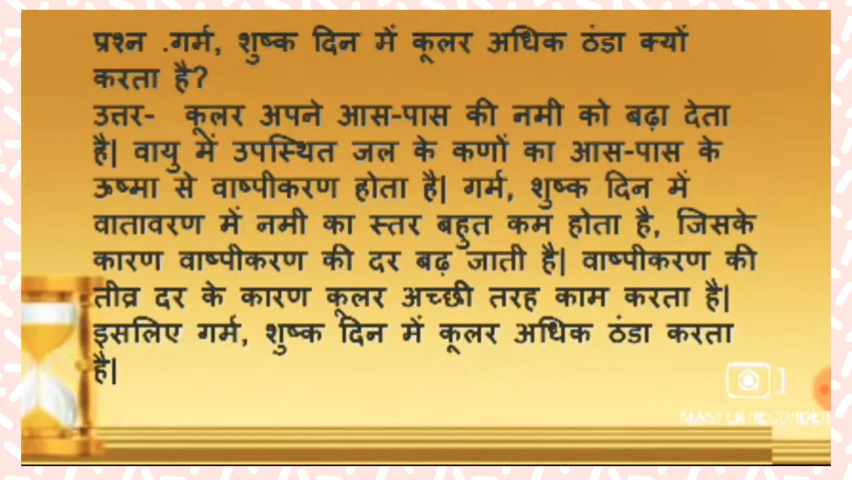 प्रश्न .गर्म, शुष्क दिन में कूलर अधिक ठंडा क्यों
करता है?
उत्तर- कूलर अपने आस-पास की नमी को बढ़ा देता
है| वायु में उपस्थित जल के कणों का आस-पास के
ऊष्मा से वाष्पीकरण होता है| गर्म, शुष्क दिन में
वातावरण में नमी का स्तर बहुत कम होता है, जिसके
कारण वाष्पीकरण की दर बढ़ जाती है| वाष्पीकरण की
तीव्र दर के कारण कूलर अच्छी तरह काम करता है|
इसलिए गर्म, शुष्क दिन में कूलर अधिक ठंडा करता
है|
MASTER RECORDER